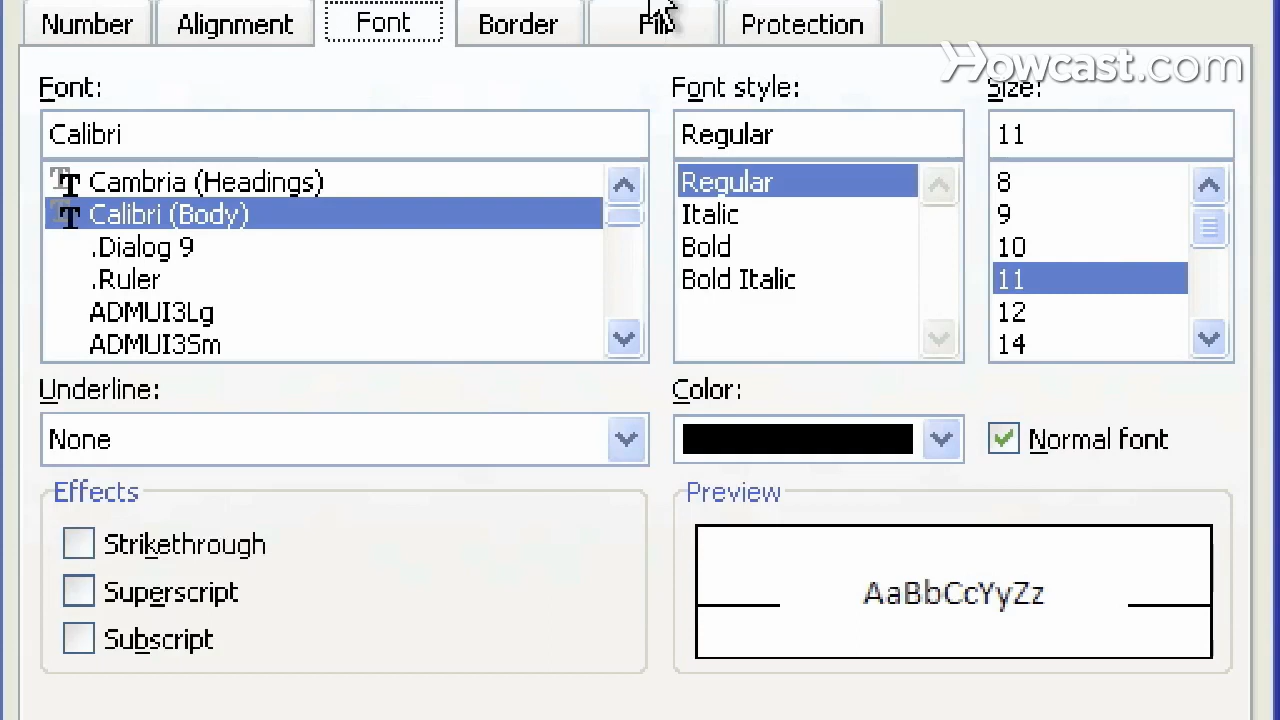 Number Alignment Font Border Fill Protection
Howcast.com
Font: Font style: Size:
Calibri Regular 11
Cambria (Headings) Regular 8
Calibri (Body) Italic 9
.Dialog 9 Bold 10
.Ruler Bold Italic 11
ADMUI3Lg 12
ADMUI3Sm 14
Underline: Color:
None Normal font
Effects Preview
Strikethrough
Superscript AaBbCcYyZz
Subscript